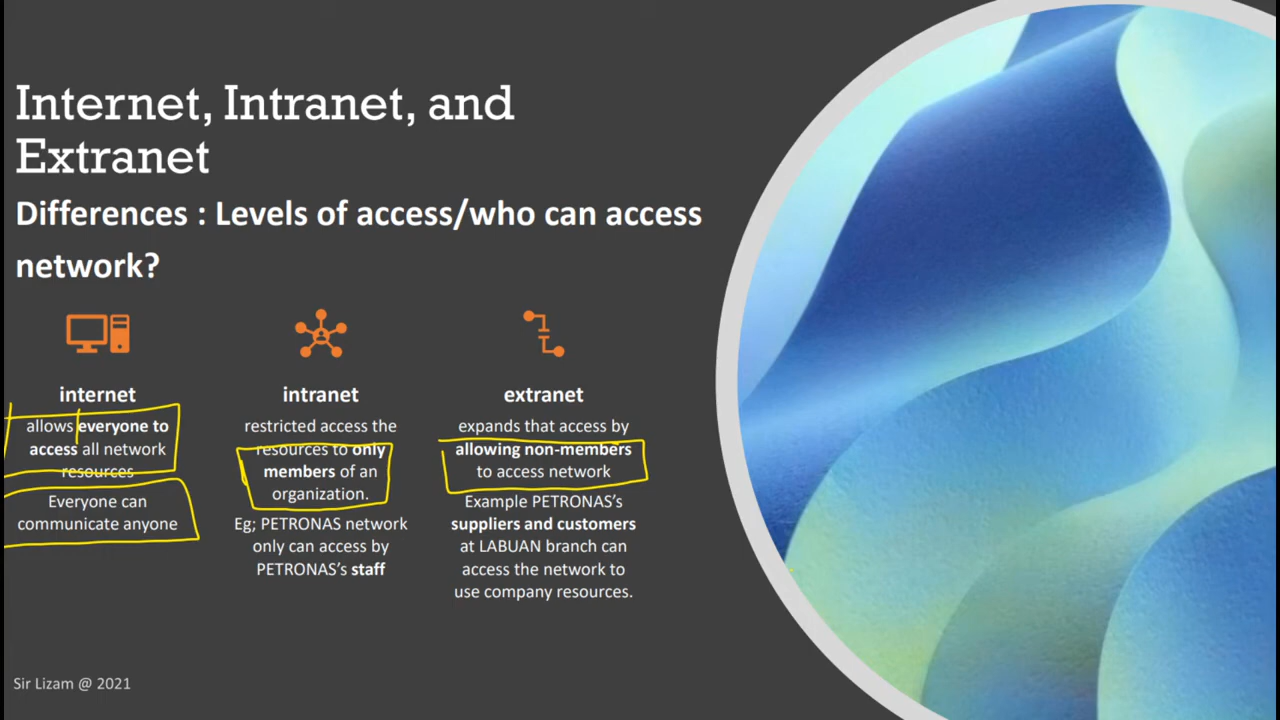 Internet, Intranet, and
Extranet
Differences : Levels of access/who can access
network?
internet
allows everyone to
access all network
resources
Everyone can
communicate anyone
intranet
restricted access the
resources to only
members of an
organization.
Eg; PETRONAS network
only can access by
PETRONAS’s staff
extranet
expands that access by
allowing non-members
to access network
Example PETRONAS’s
suppliers and customers
at LABUAN branch can
access the network to
use company resources.
Sir Lizam @ 2021